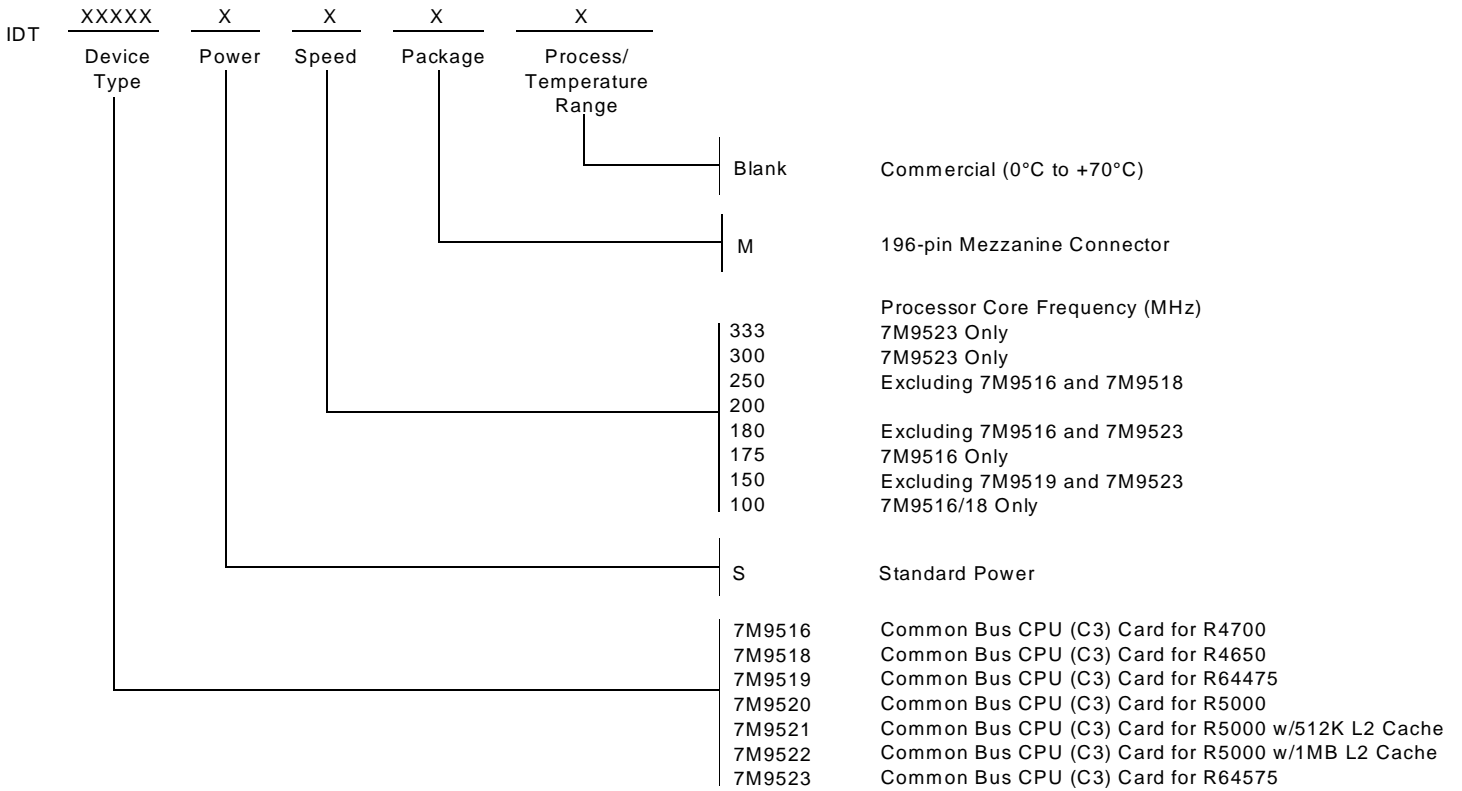 IDT XXXXX X X X X
Device Type Power Speed Package Process/ Temperature Range
Blank Commercial (0°C to +70°C)
M 196-pin Mezzanine Connector
Processor Core Frequency (MHz)
333 7M9523 Only
300 7M9523 Only
250 Excluding 7M9516 and 7M9518
200
180 Excluding 7M9516 and 7M9523
175 7M9516 Only
150 Excluding 7M9519 and 7M9523
100 7M9516/18 Only
S Standard Power
7M9516 Common Bus CPU (C3) Card for R4700
7M9518 Common Bus CPU (C3) Card for R4650
7M9519 Common Bus CPU (C3) Card for R64475
7M9520 Common Bus CPU (C3) Card for R5000
7M9521 Common Bus CPU (C3) Card for R5000 w/512K L2 Cache
7M9522 Common Bus CPU (C3) Card for R5000 w/1MB L2 Cache
7M9523 Common Bus CPU (C3) Card for R64575